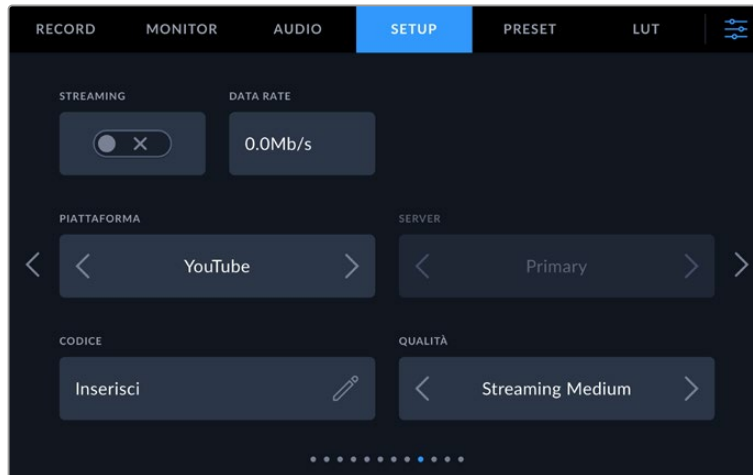 RECORD MONITOR AUDIO SETUP PRESET LUT
STREAMING DATA RATE
0.0Mb/s
PIATTAFORMA SERVER
YouTube Primary
CODICE QUALITÀ
Inserisci Streaming Medium